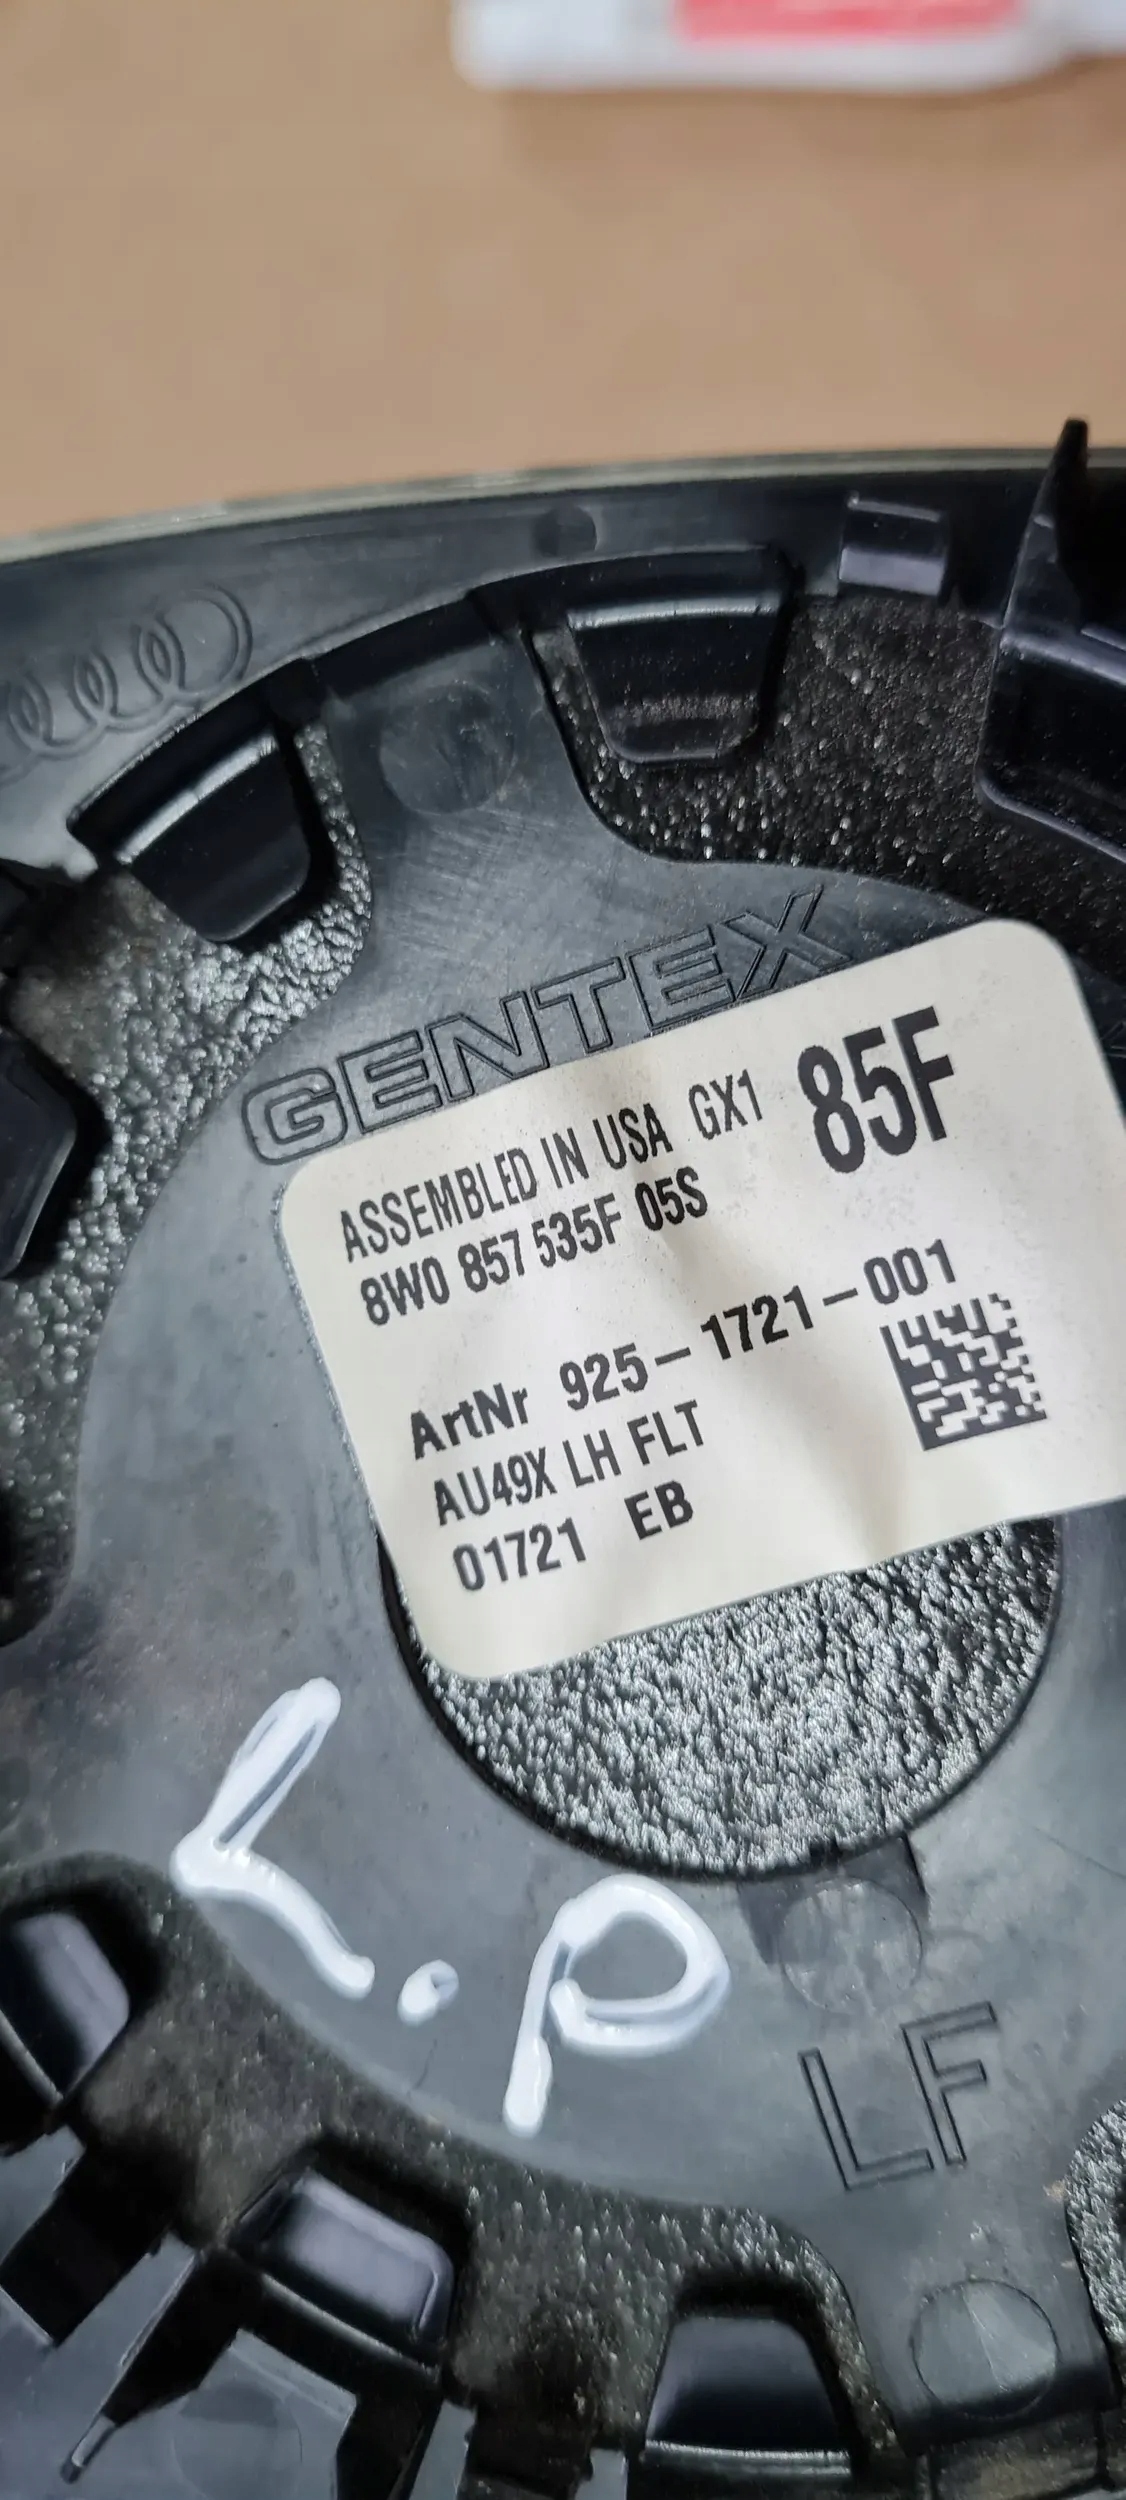 GENTEX
ASSEMBLED IN USA GX1 85F
8W0 857 535F 05S
ArtNr 925-1721-001
AU49X LH FLT
01721 EB
L.P
LF